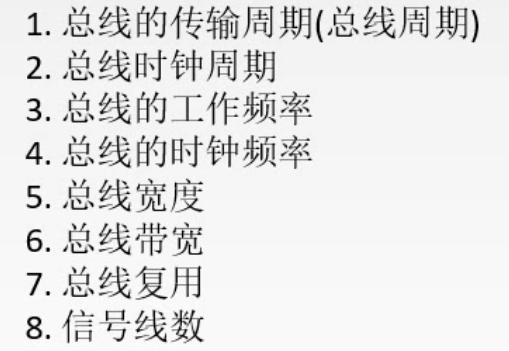 1. 总线的传输周期(总线周期)
2. 总线时钟周期
3. 总线的工作频率
4. 总线的时钟频率
5. 总线宽度
6. 总线带宽
7. 总线复用
8. 信号线数